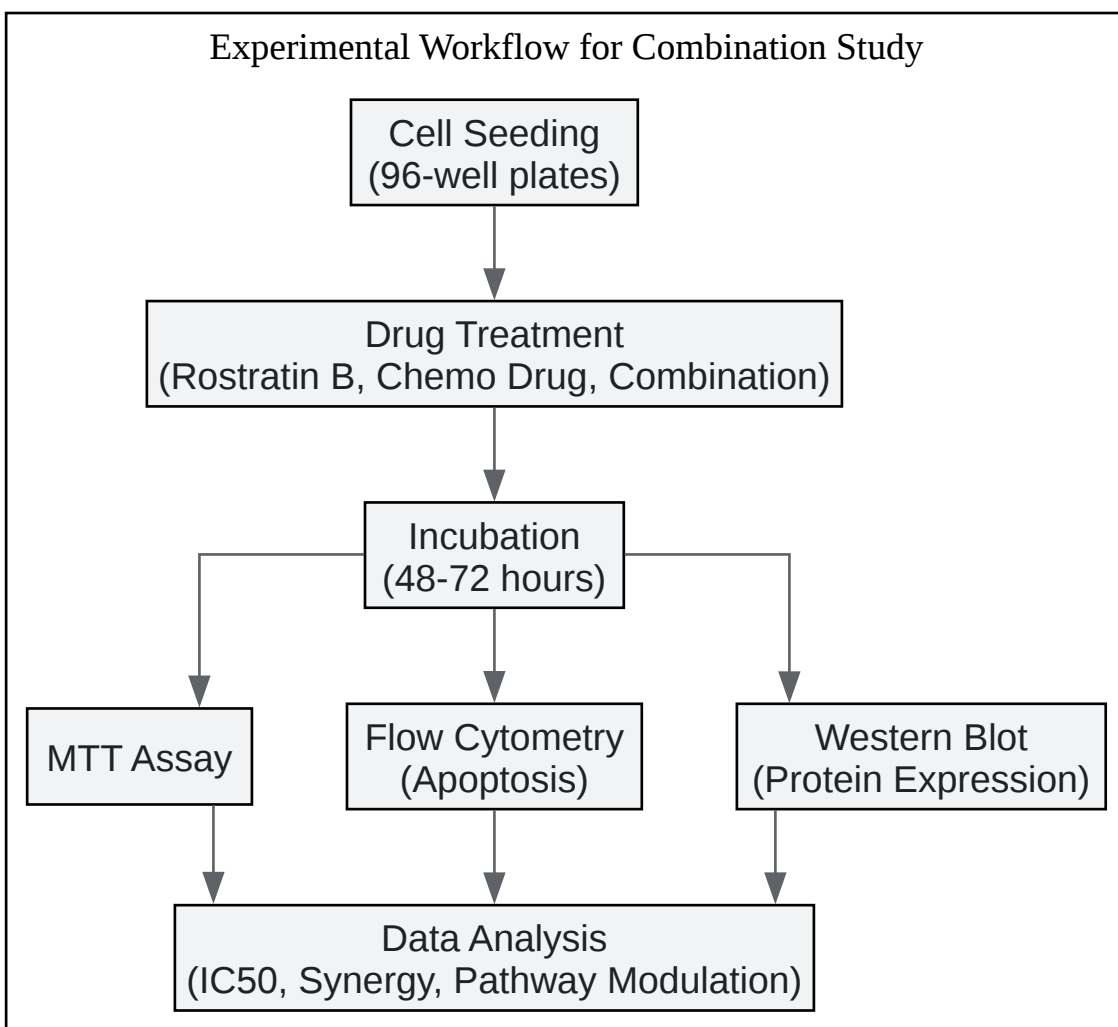 Experimental Workflow for Combination Study
Cell Seeding
(96-well plates)
Drug Treatment
(Rostratin B, Chemo Drug, Combination)
Incubation
(48-72 hours)
MTT Assay
Flow Cytometry
(Apoptosis)
Western Blot
(Protein Expression)
Data Analysis
(IC50, Synergy, Pathway Modulation)